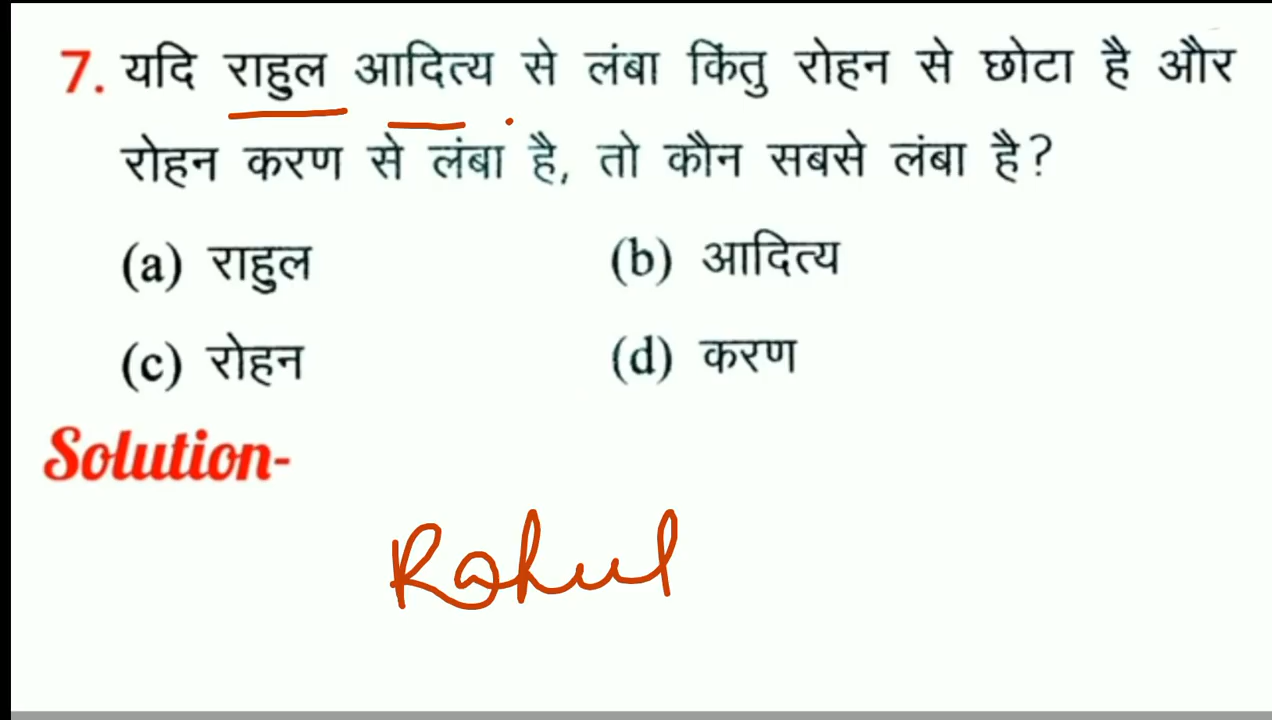 7. यदि राहुल आदित्य से लंबा किंतु रोहन से छोटा है और
रोहन करण से लंबा है, तो कौन सबसे लंबा है?
(a) राहुल (b) आदित्य
(c) रोहन (d) करण
Solution-
Rahul